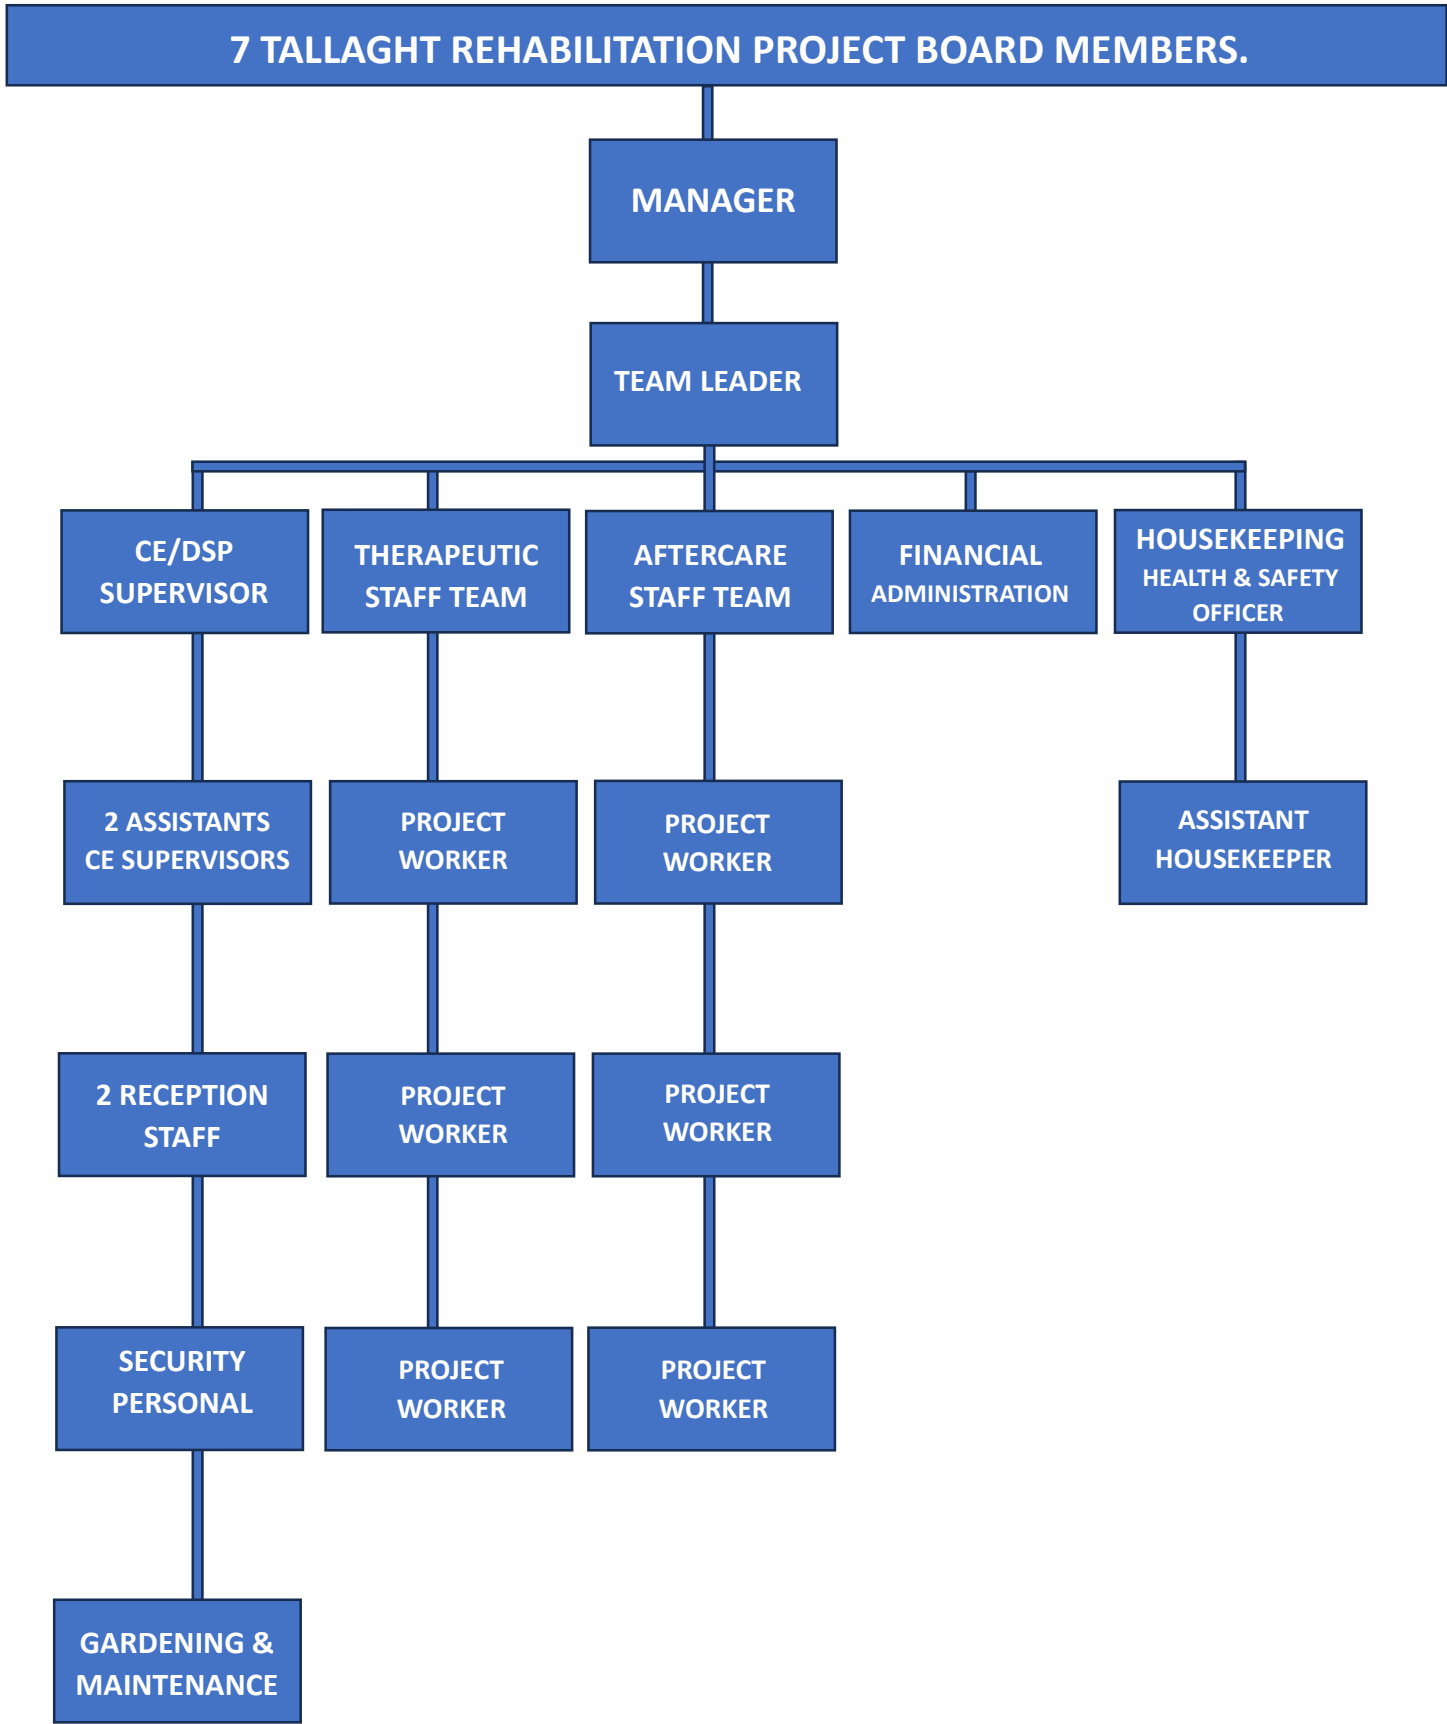 7 TALLAGHT REHABILITATION PROJECT BOARD MEMBERS.
MANAGER
TEAM LEADER
CE/DSP
SUPERVISOR
THERAPEUTIC
STAFF TEAM
AFTERCARE
STAFF TEAM
FINANCIAL
ADMINISTRATION
HOUSEKEEPING
HEALTH & SAFETY
OFFICER
2 ASSISTANTS
CE SUPERVISORS
PROJECT
WORKER
PROJECT
WORKER
ASSISTANT
HOUSEKEEPER
2 RECEPTION
STAFF
PROJECT
WORKER
PROJECT
WORKER
SECURITY
PERSONAL
PROJECT
WORKER
PROJECT
WORKER
GARDENING &
MAINTENANCE